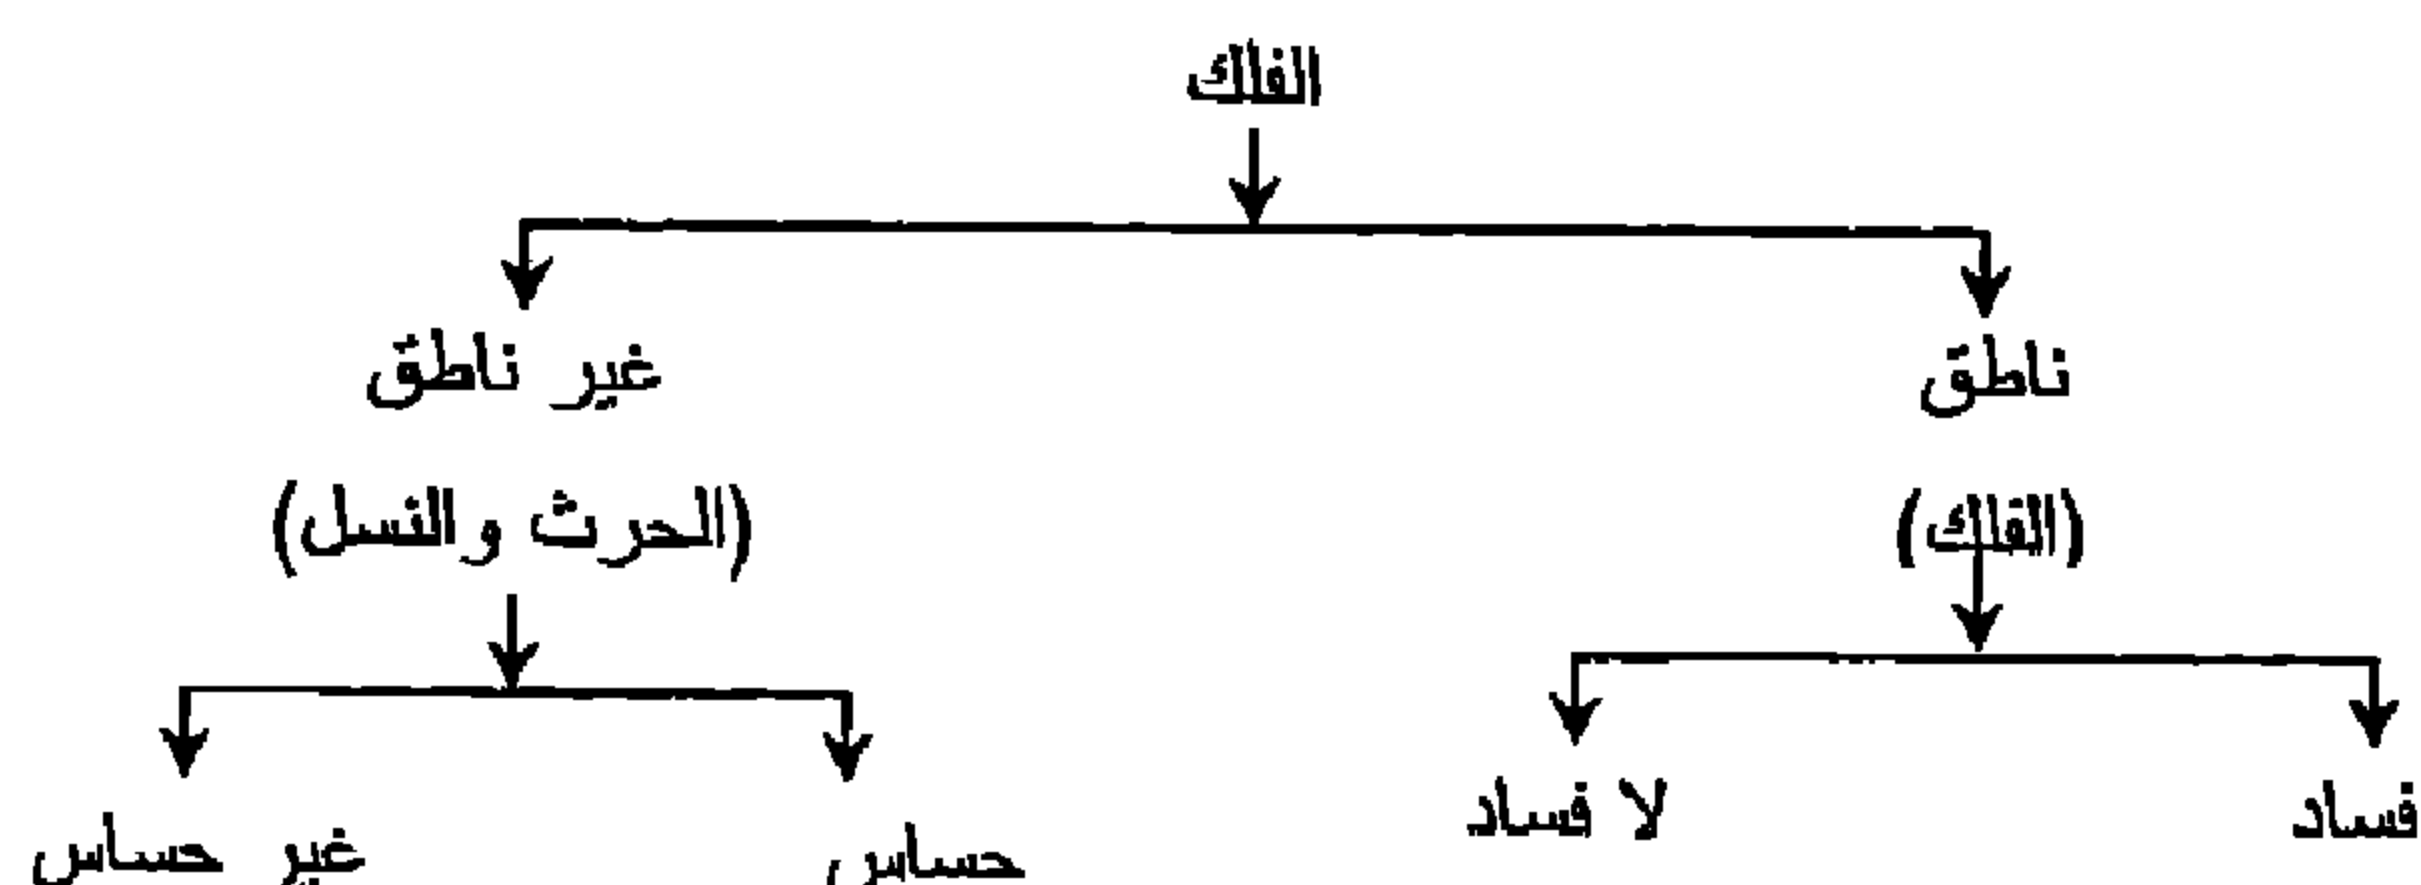 الفلك
ناطق
غير ناطق
(الفلك)
(الحرث والنسل)
فساد
لا فساد
حساس
غير حساس